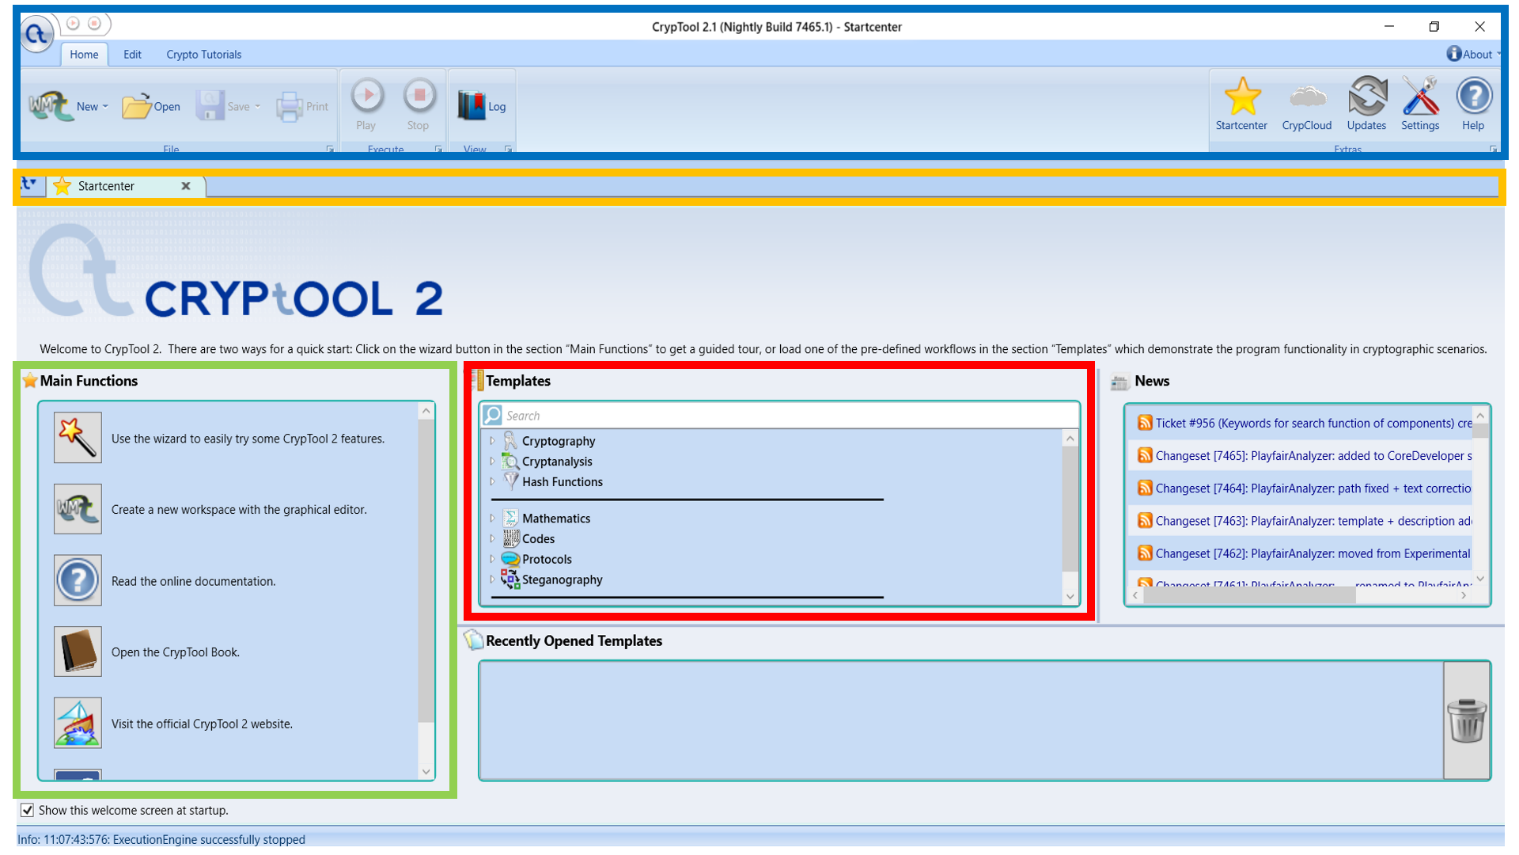 CrypTool 2.1 (Nightly Build 7465.1) - Startcenter
Home Edit Crypto Tutorials About
New Open Save Print Play Stop Log Startcenter CrypCloud Updates Settings Help
File Execute View Extras
Startcenter
CRYPtOOL 2
Welcome to CrypTool 2. There are two ways for a quick start: Click on the wizard button in the section "Main Functions" to get a guided tour, or load one of the pre-defined workflows in the section "Templates" which demonstrate the program functionality in cryptographic scenarios.
Main Functions
Use the wizard to easily try some CrypTool 2 features.
Create a new workspace with the graphical editor.
Read the online documentation.
Open the CrypTool Book.
Visit the official CrypTool 2 website.
Templates
Search
Cryptography
Cryptanalysis
Hash Functions
Mathematics
Codes
Protocols
Steganography
News
Ticket #956 (Keywords for search function of components) cre
Changeset [7465]: PlayfairAnalyzer: added to CoreDeveloper s
Changeset [7464]: PlayfairAnalyzer: path fixed + text correctio
Changeset [7463]: PlayfairAnalyzer: template + description ad
Changeset [7462]: PlayfairAnalyzer: moved from Experimental
Changeset [7461]: PlayfairAnalyzer: renamed to
Recently Opened Templates
Show this welcome screen at startup.
Info: 11:07:43:576: ExecutionEngine successfully stopped